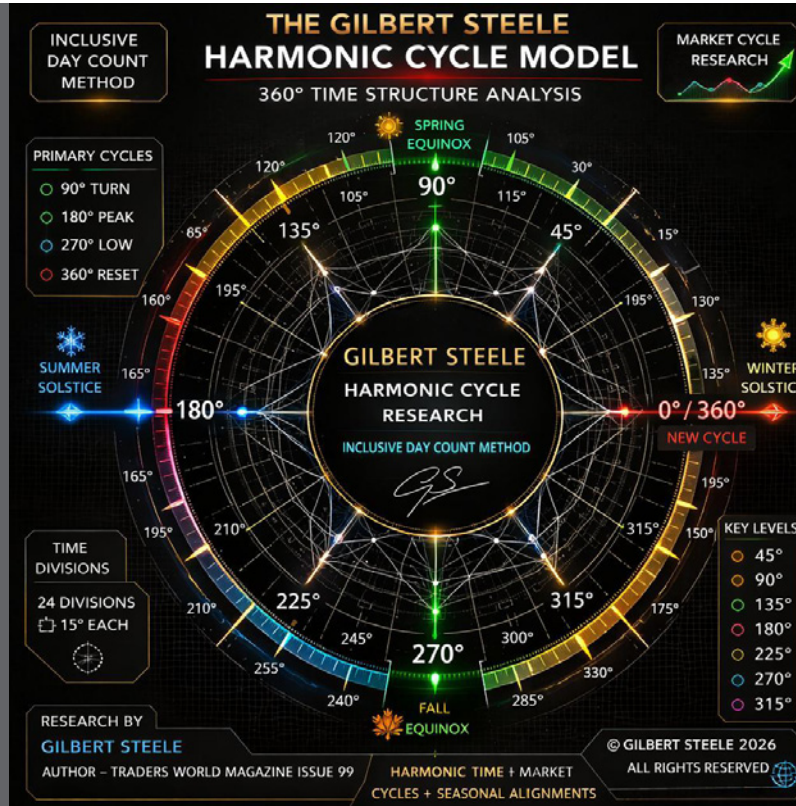 THE GILBERT STEELE
HARMONIC CYCLE MODEL
360° TIME STRUCTURE ANALYSIS
INCLUSIVE
DAY COUNT
METHOD
MARKET CYCLE
RESEARCH
PRIMARY CYCLES
90° TURN
180° PEAK
270° LOW
360° RESET
SPRING
EQUINOX
90°
120°
105°
120°
105°
115°
30°
135°
45°
65°
15°
160°
195°
195°
130°
SUMMER
SOLSTICE
WINTER
SOLSTIC
165°
135°
180°
0° / 360°
NEW CYCLE
GILBERT STEELE
HARMONIC CYCLE
RESEARCH
INCLUSIVE DAY COUNT METHOD
GS
165°
195°
195°
210°
315°
150°
225°
315°
210°
175°
245°
270°
300°
255°
330°
240°
285°
FALL
EQUINOX
TIME
DIVISIONS
24 DIVISIONS
15° EACH
KEY LEVELS
45°
90°
135°
180°
225°
270°
315°
RESEARCH BY
GILBERT STEELE
AUTHOR – TRADERS WORLD MAGAZINE ISSUE 99
HARMONIC TIME + MARKET
CYCLES + SEASONAL ALIGNMENTS
© GILBERT STEELE 2026
ALL RIGHTS RESERVED